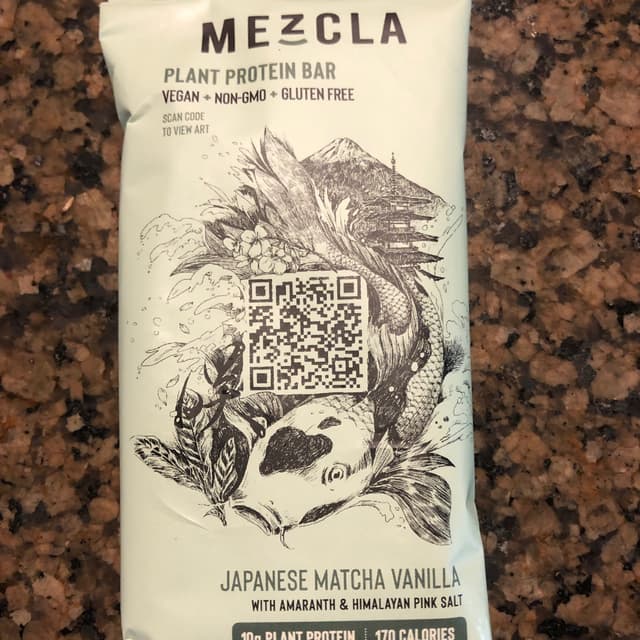 MEZCLA
PLANT PROTEIN BAR
VEGAN + NON-GMO + GLUTEN FREE
SCAN CODE
TO VIEW ART
JAPANESE MATCHA VANILLA
WITH AMARANTH & HIMALAYAN PINK SALT
10g PLANT PROTEIN 170 CALORIES